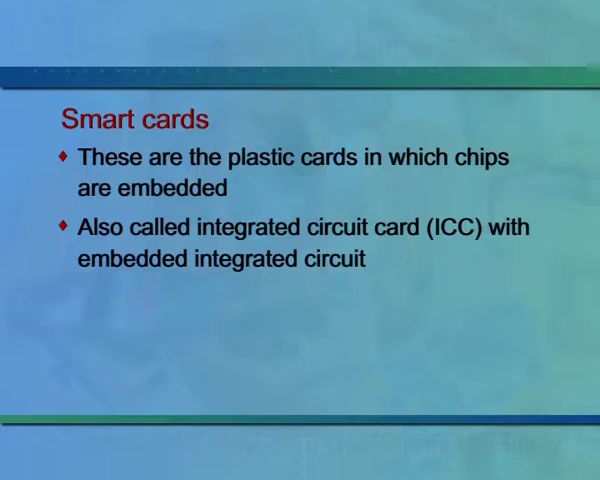 Smart cards
These are the plastic cards in which chips
are embedded
Also called integrated circuit card (ICC) with
embedded integrated circuit